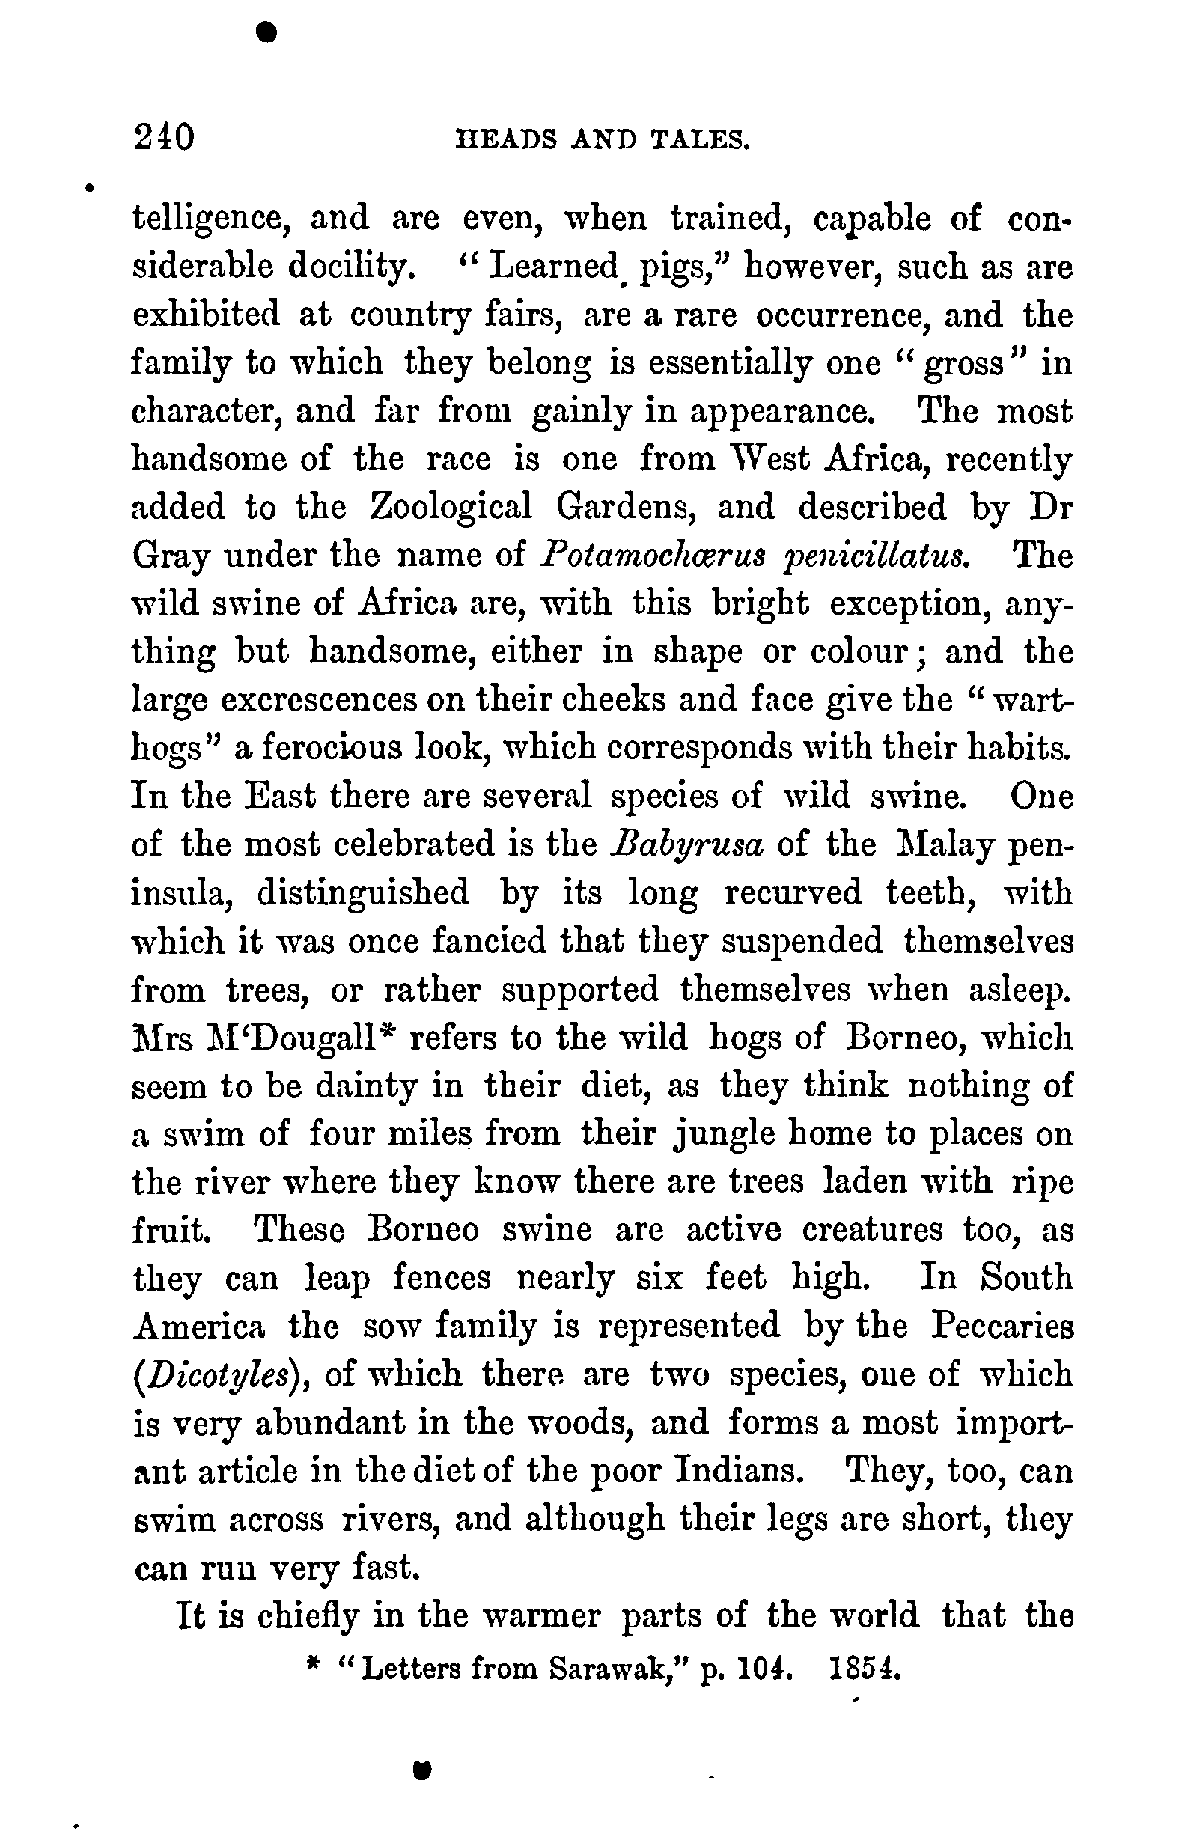 240 HEADS AND TALES.
telligence, and are even, when trained, capable of con-
siderable docility. "Learned pigs," however, such as are
exhibited at country fairs, are a rare occurrence, and the
family to which they belong is essentially one "gross" in
character, and far from gainly in appearance. The most
handsome of the race is one from West Africa, recently
added to the Zoological Gardens, and described by Dr
Gray under the name of Potamochœrus penicillatus. The
wild swine of Africa are, with this bright exception, any-
thing but handsome, either in shape or colour; and the
large excrescences on their cheeks and face give the "wart-
hogs" a ferocious look, which corresponds with their habits.
In the East there are several species of wild swine. One
of the most celebrated is the Babyrusa of the Malay pen-
insula, distinguished by its long recurved teeth, with
which it was once fancied that they suspended themselves
from trees, or rather supported themselves when asleep.
Mrs M‘Dougall* refers to the wild hogs of Borneo, which
seem to be dainty in their diet, as they think nothing of
a swim of four miles from their jungle home to places on
the river where they know there are trees laden with ripe
fruit. These Borneo swine are active creatures too, as
they can leap fences nearly six feet high. In South
America the sow family is represented by the Peccaries
(Dicotyles), of which there are two species, one of which
is very abundant in the woods, and forms a most import-
ant article in the diet of the poor Indians. They, too, can
swim across rivers, and although their legs are short, they
can run very fast.
It is chiefly in the warmer parts of the world that the
* "Letters from Sarawak," p. 104. 1854.